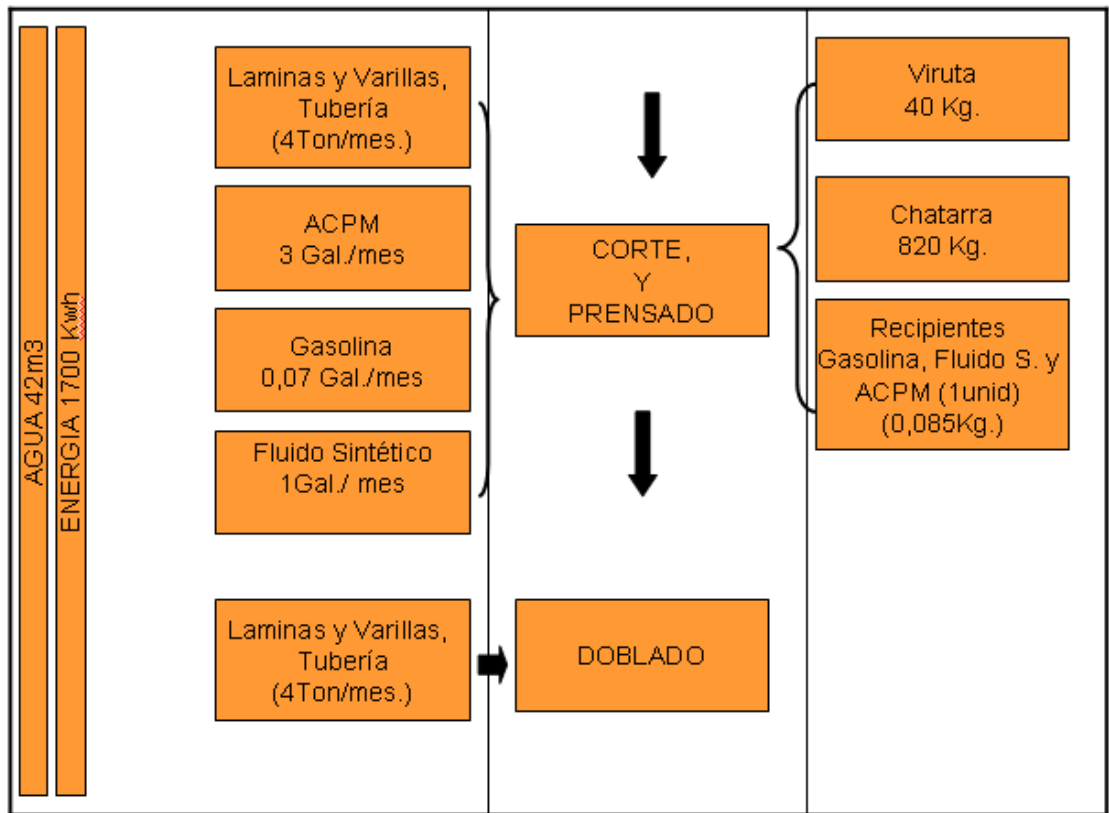 AGUA 42m3
ENERGIA 1700 Kwh
Laminas y Varillas,
Tubería
(4Ton/mes.)
ACPM
3 Gal./mes
Gasolina
0,07 Gal./mes
Fluido Sintético
1Gal./ mes
Laminas y Varillas,
Tubería
(4Ton/mes.)
CORTE,
Y
PRENSADO
DOBLADO
Viruta
40 Kg.
Chatarra
820 Kg.
Recipientes
Gasolina, Fluido S. y
ACPM (1unid)
(0,085Kg.)